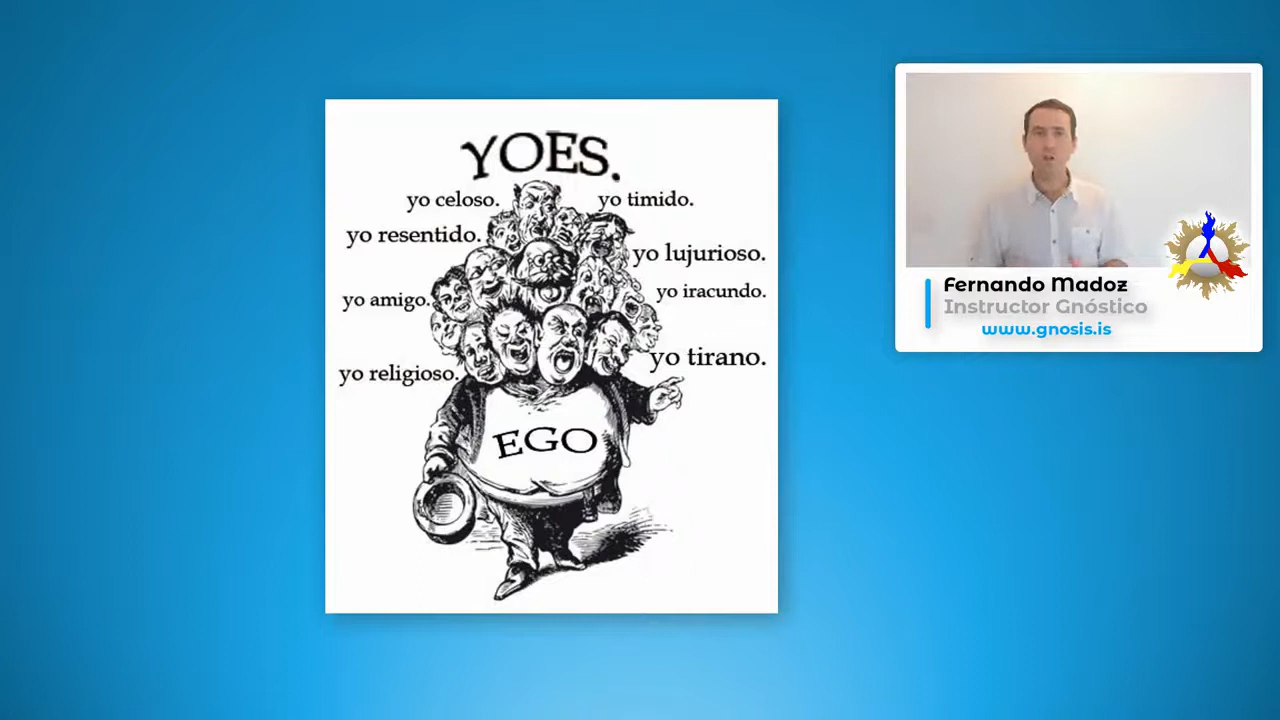 YOES.
yo celoso.
yo timido.
yo resentido.
yo lujurioso.
yo amigo.
yo iracundo.
yo religioso.
yo tirano.
EGO
Fernando Madoz
Instructor Gnóstico
www.gnosis.is